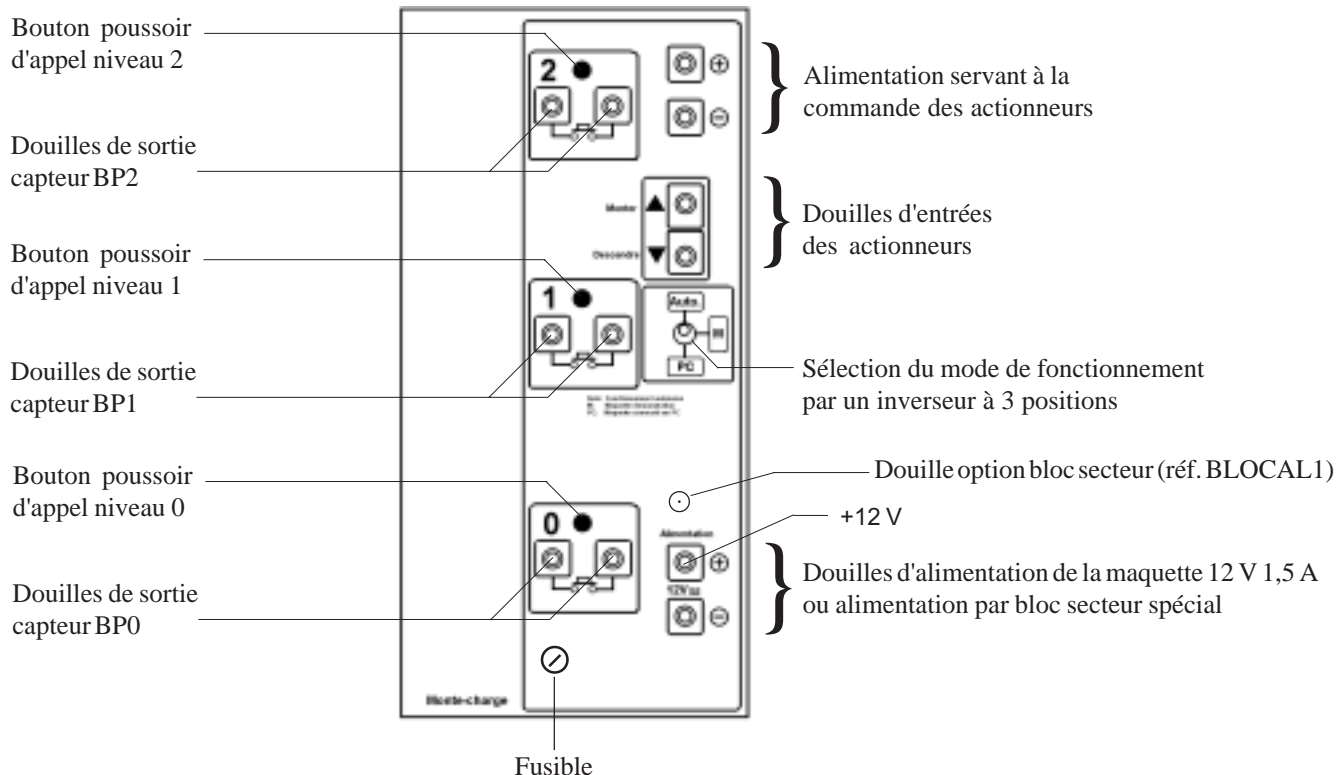 Bouton poussoir
d'appel niveau 2
Douilles de sortie
capteur BP2
Bouton poussoir
d'appel niveau 1
Douilles de sortie
capteur BP1
Bouton poussoir
d'appel niveau 0
Douilles de sortie
capteur BP0
2
+
−
Monter
Descendre
1
Auto.
M
PC
0
Alimentation
+
12V
−
Monte-charge
Fusible
Alimentation servant à la
commande des actionneurs
Douilles d'entrées
des actionneurs
Sélection du mode de fonctionnement
par un inverseur à 3 positions
Douille option bloc secteur (réf. BLOCAL1)
+12 V
Douilles d'alimentation de la maquette 12 V 1,5 A
ou alimentation par bloc secteur spécial